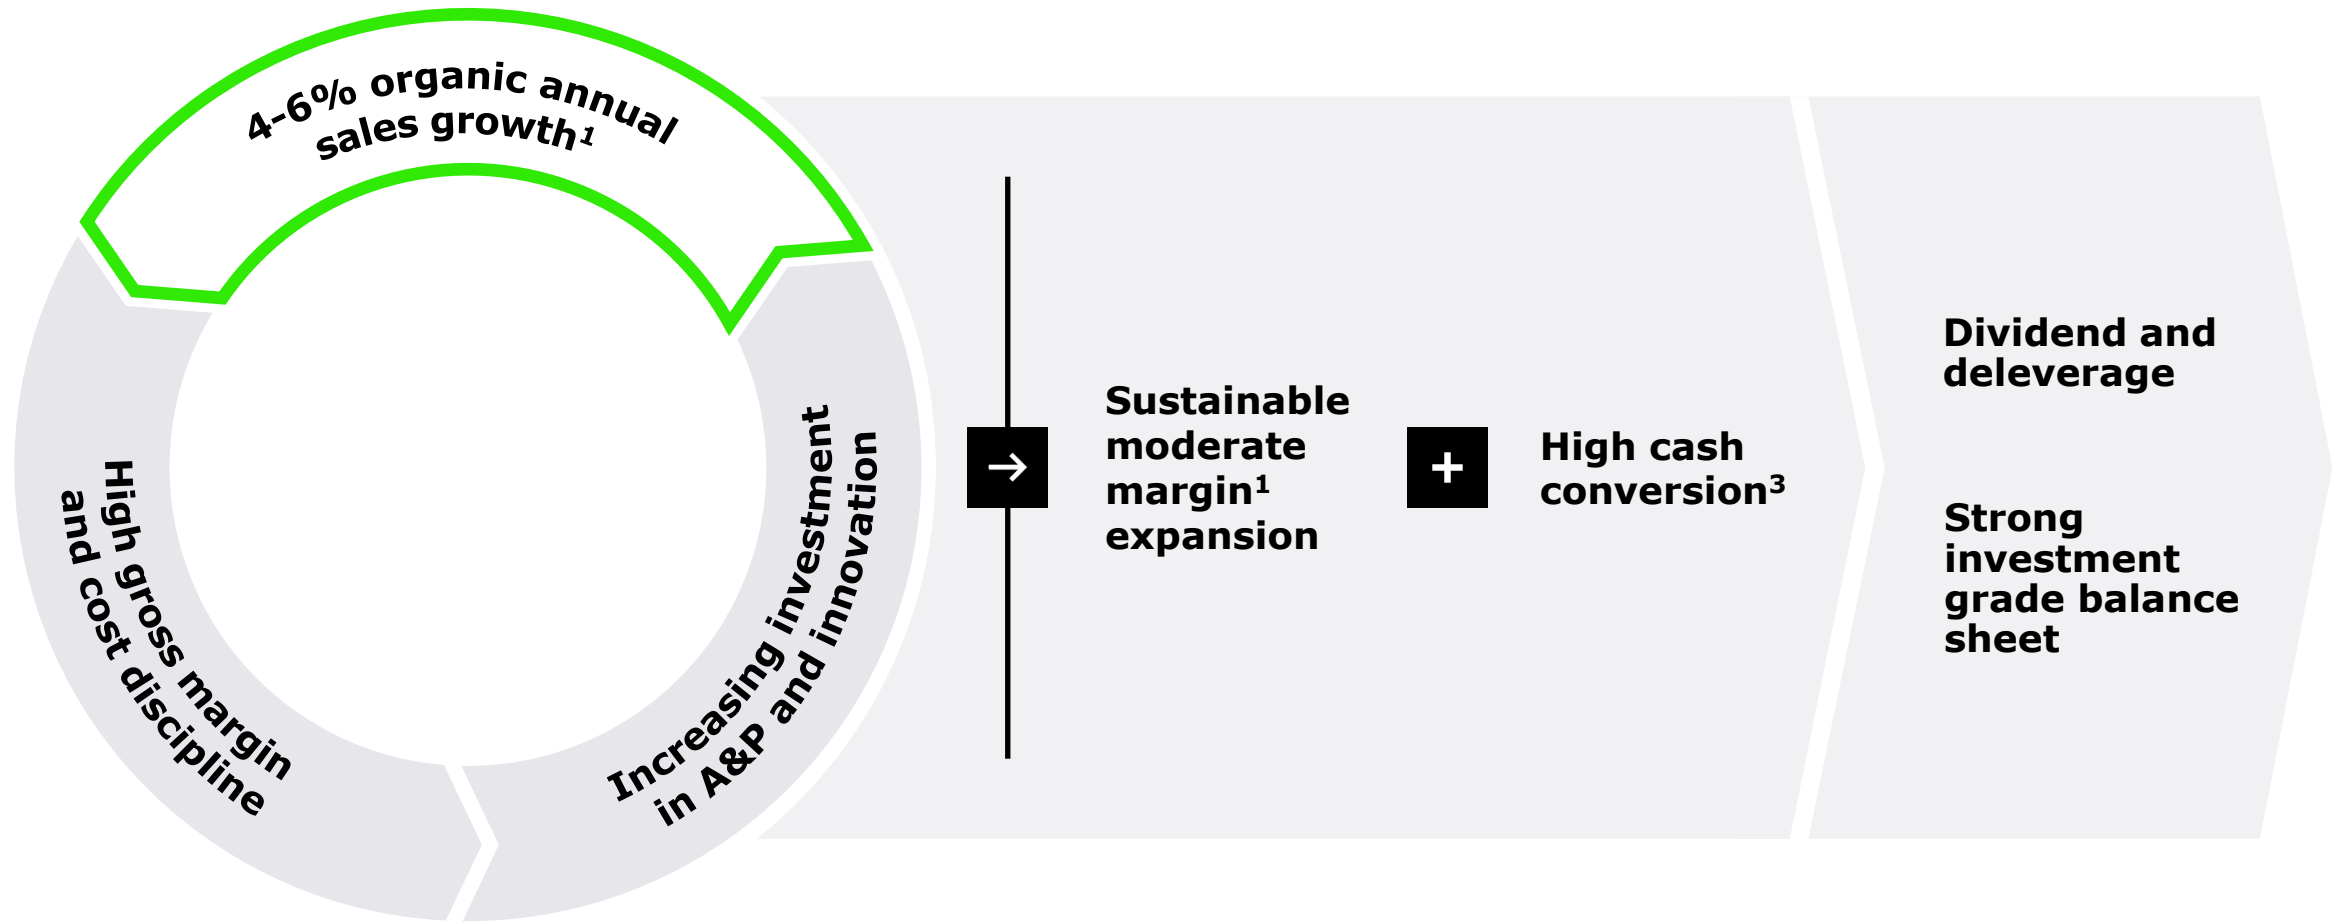 4-6% organic annual
sales growth¹
High gross margin
and cost discipline
Increasing investment
in A&P and innovation
Sustainable
moderate
margin¹
expansion
+
High cash
conversion³
Dividend and
deleverage
Strong
investment
grade balance
sheet